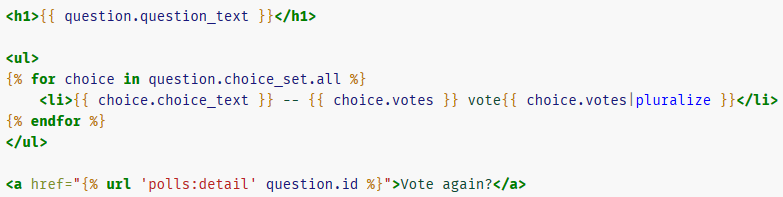 <h1>{{ question.question_text }}</h1>
<ul>
{% for choice in question.choice_set.all %}
    <li>{{ choice.choice_text }} -- {{ choice.votes }} vote{{ choice.votes|pluralize }}</li>
{% endfor %}
</ul>
<a href="{% url 'polls:detail' question.id %}">Vote again?</a>